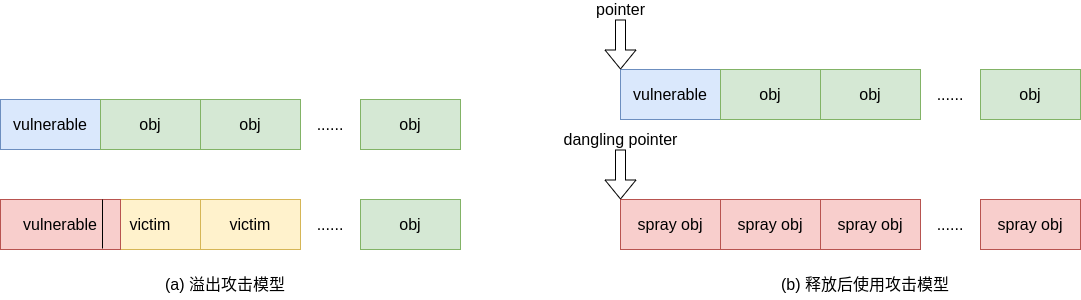 vulnerable obj obj ...... obj
vulnerable victim victim ...... obj
(a) 溢出攻击模型
pointer
vulnerable obj obj ...... obj
dangling pointer
spray obj spray obj spray obj ...... spray obj
(b) 释放后使用攻击模型